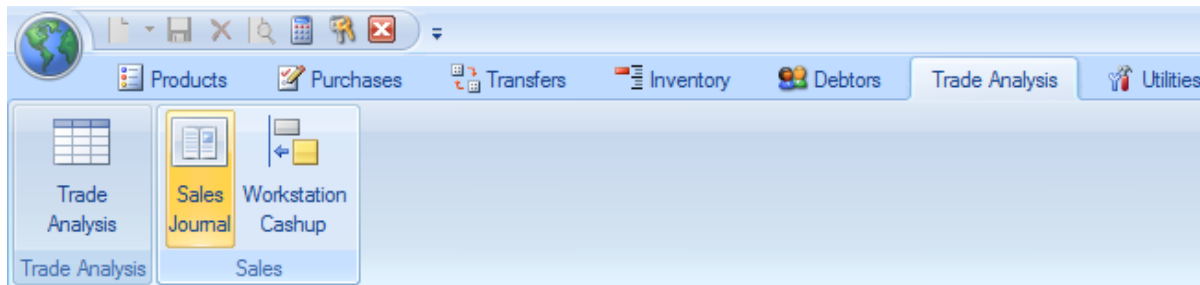 Products Purchases Transfers Inventory Debtors Trade Analysis Utilities
Trade Analysis
Sales Journal
Workstation Cashup
Trade Analysis
Sales